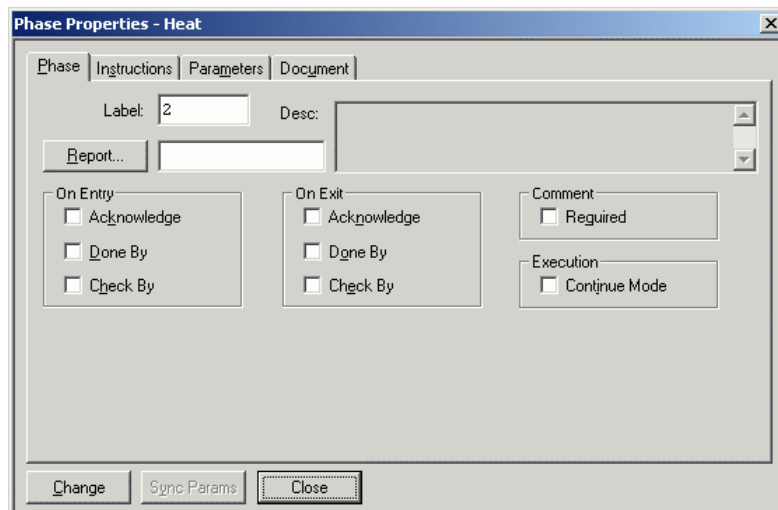 Phase Properties - Heat
Phase Instructions Parameters Document
Label: 2 Desc:
Report...
On Entry On Exit Comment
Acknowledge Acknowledge Required
Done By Done By
Execution
Check By Check By Continue Mode
Change Sync Params Close